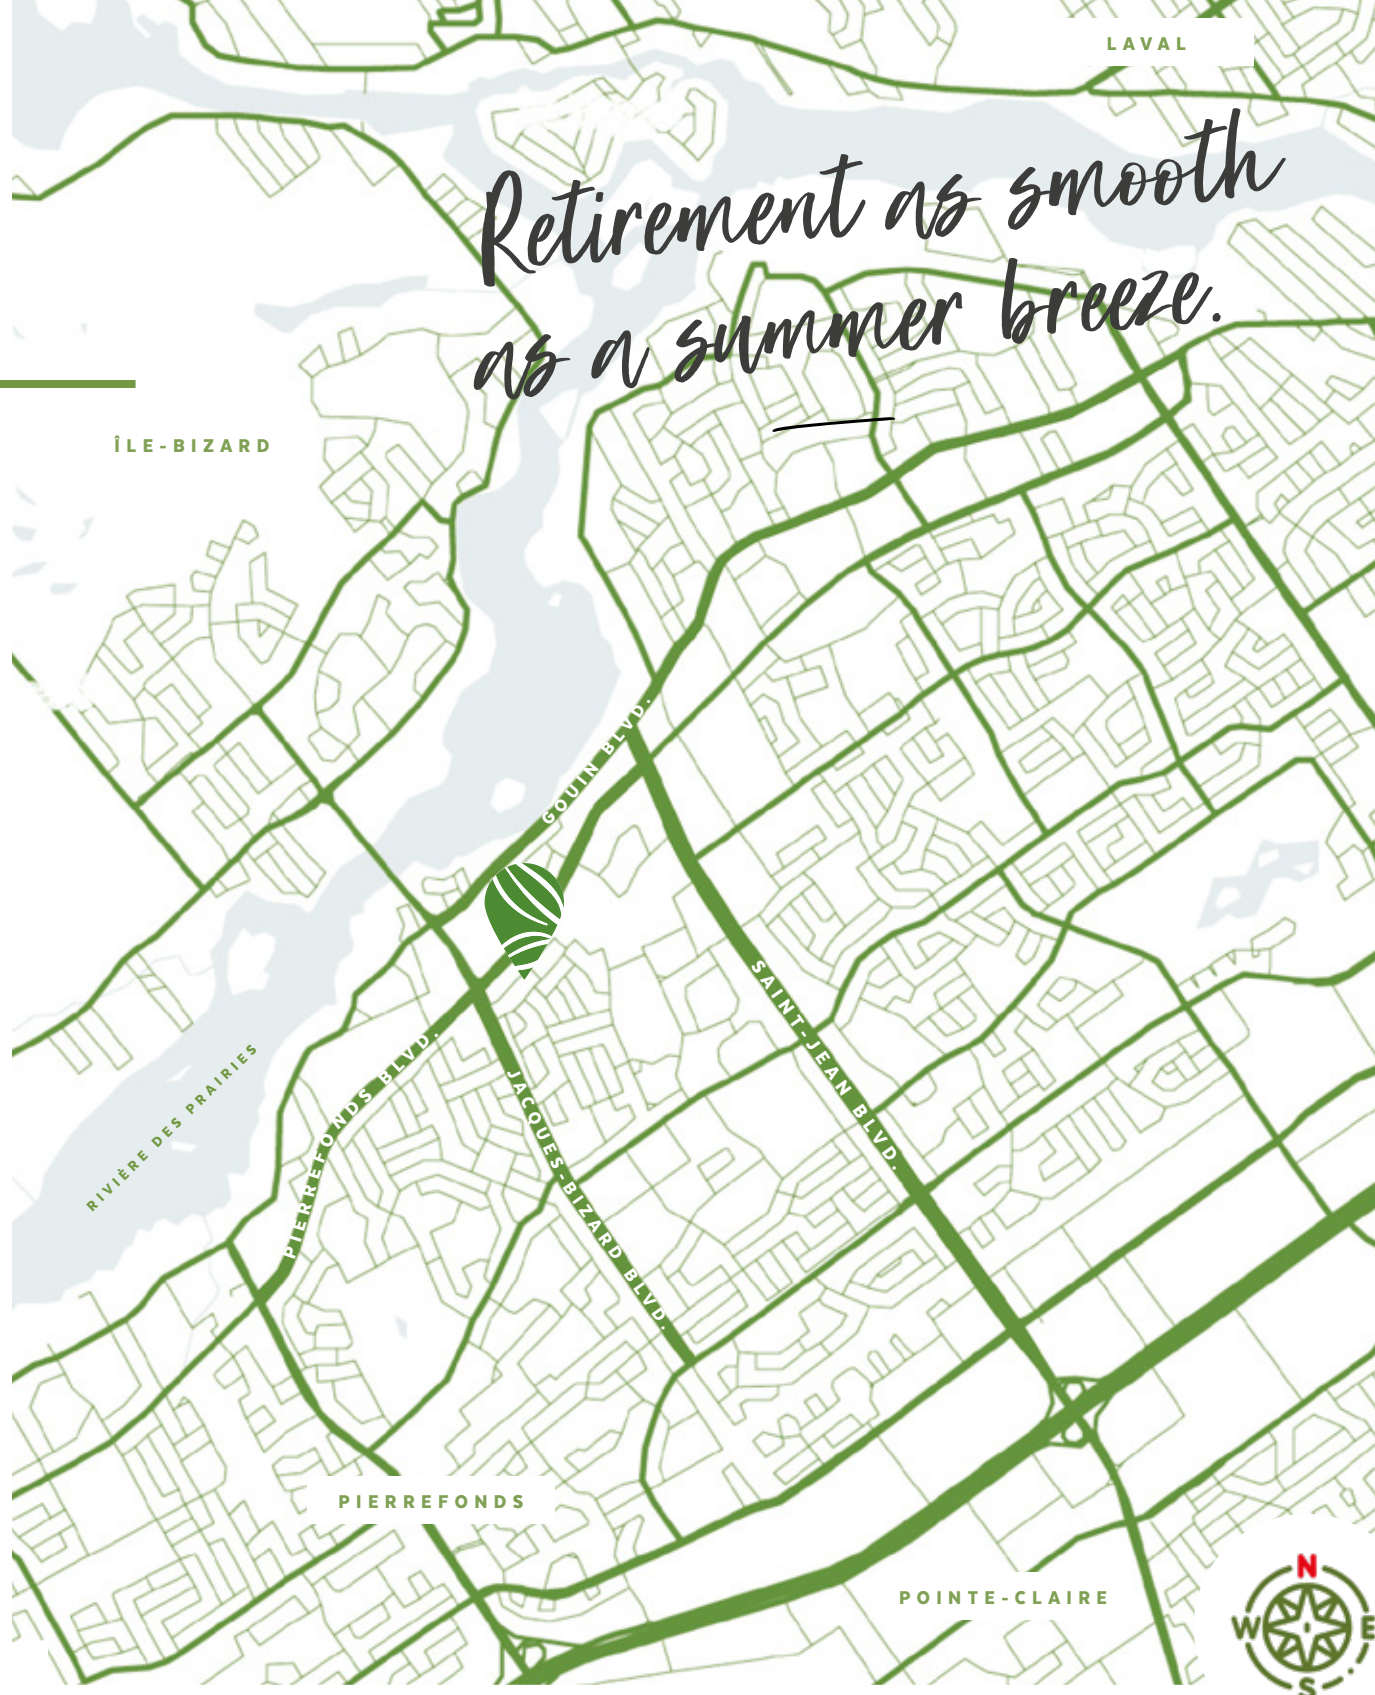 LAVAL
Retirement as smooth
as a summer breeze.
ÎLE-BIZARD
GOUIN BLVD.
SAINT-JEAN BLVD.
PIERREFONDS BLVD.
JACQUES-BIZARD BLVD.
RIVIÈRE DES PRAIRIES
PIERREFONDS
POINTE-CLAIRE
N
W E
S